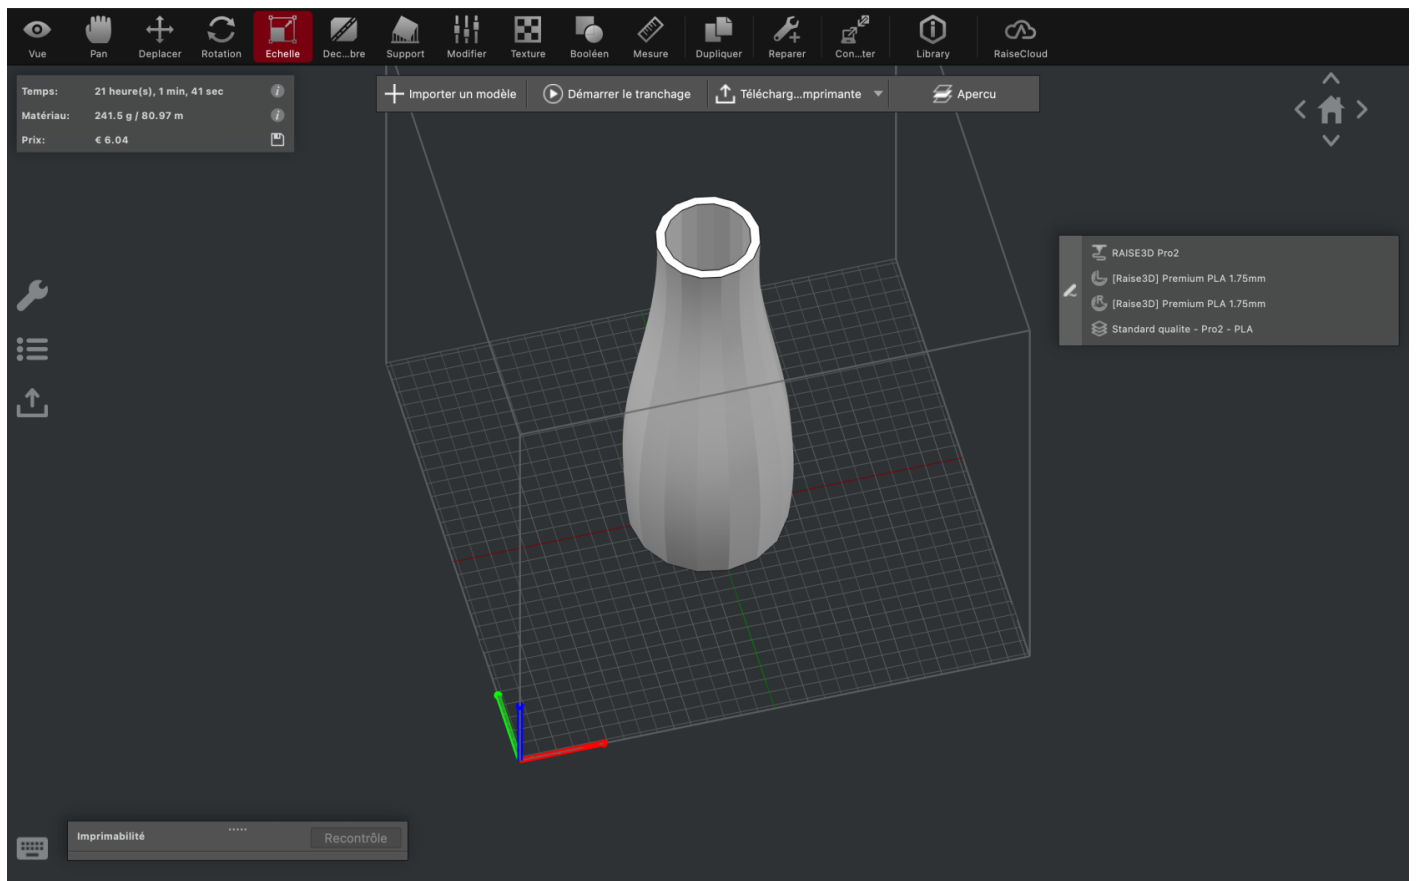 Vue
Pan
Deplacer
Rotation
Echelle
Dec...bre
Support
Modifier
Texture
Booléen
Mesure
Dupliquer
Reparer
Con...ter
Library
RaiseCloud
Temps: 21 heure(s), 1 min, 41 sec
Matériau: 241.5 g / 80.97 m
Prix: € 6.04
Importer un modèle
Démarrer le tranchage
Télécharg...mprimante
Apercu
RAISE3D Pro2
[Raise3D] Premium PLA 1.75mm
[Raise3D] Premium PLA 1.75mm
Standard qualite - Pro2 - PLA
Imprimabilité
Recontrôle